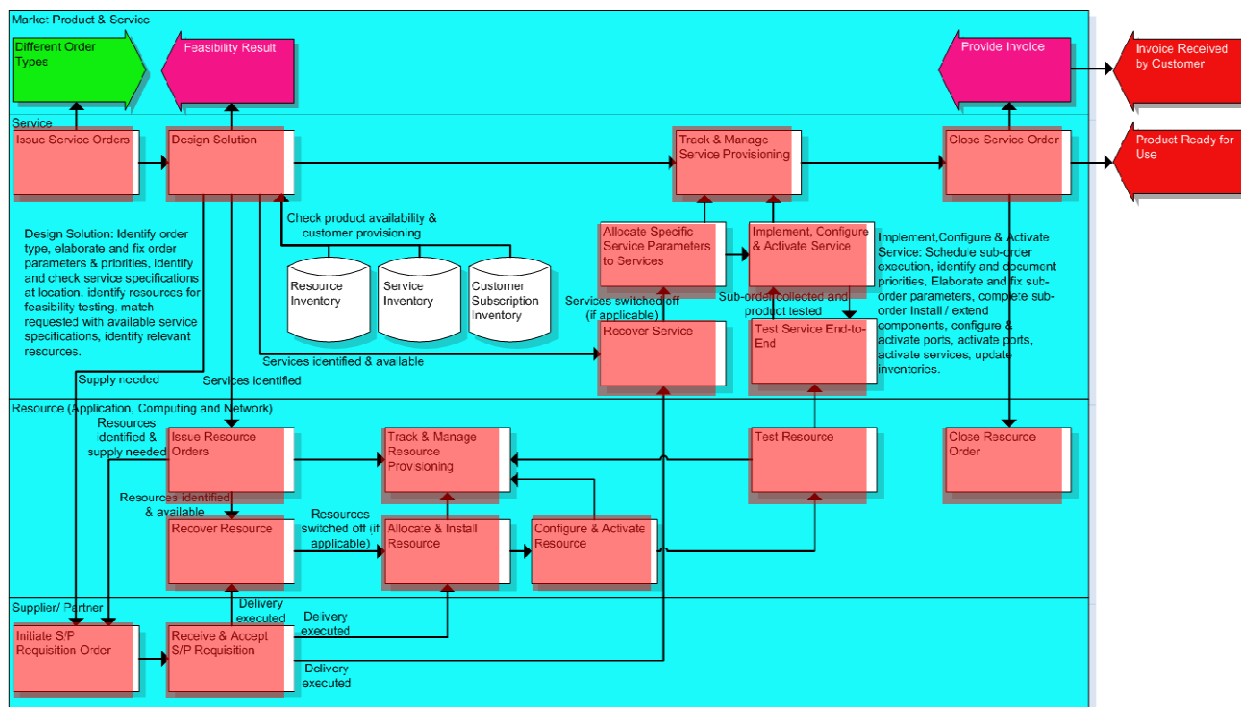 Market Product & Service
Different Order
Types
Feasibility Result
Provide Invoice
Invoice Received
by Customer
Service
Issue Service Orders
Design Solution
Track & Manage
Service Provisioning
Close Service Order
Product Ready for
Use
Design Solution: Identify order
type, elaborate and fix order
parameters & priorities, identify
and check service specifications
at location, identify resources for
feasibility testing, match
requested with available service
specifications, identify relevant
resources.
Check product availability &
customer provisioning
Resource
Inventory
Service
Inventory
Customer
Subscription
Inventory
Allocate Specific
Service Parameters
to Services
Implement, Configure
& Activate Service
Implement,Configure & Activate
Service: Schedule sub-order
execution, identify and document
priorities, Elaborate and fix sub-
order parameters, complete sub-
order Install / extend
components, configure &
activate ports, activate ports,
activate services, update
inventories.
Services switched off
(if applicable)
Sub-order collected and
product tested
Recover Service
Test Service End-to-
End
Services identified & available
Supply needed
Services identified
Resource (Application, Computing and Network)
Resources
identified &
supply needed
Issue Resource
Orders
Track & Manage
Resource
Provisioning
Test Resource
Close Resource
Order
Resources identified
& available
Recover Resource
Resources
switched off (if
applicable)
Allocate & Install
Resource
Configure & Activate
Resource
Supplier/ Partner
Delivery
executed
Initiate S/P
Requisition Order
Receive & Accept
S/P Requisition
Delivery
executed
Delivery
executed